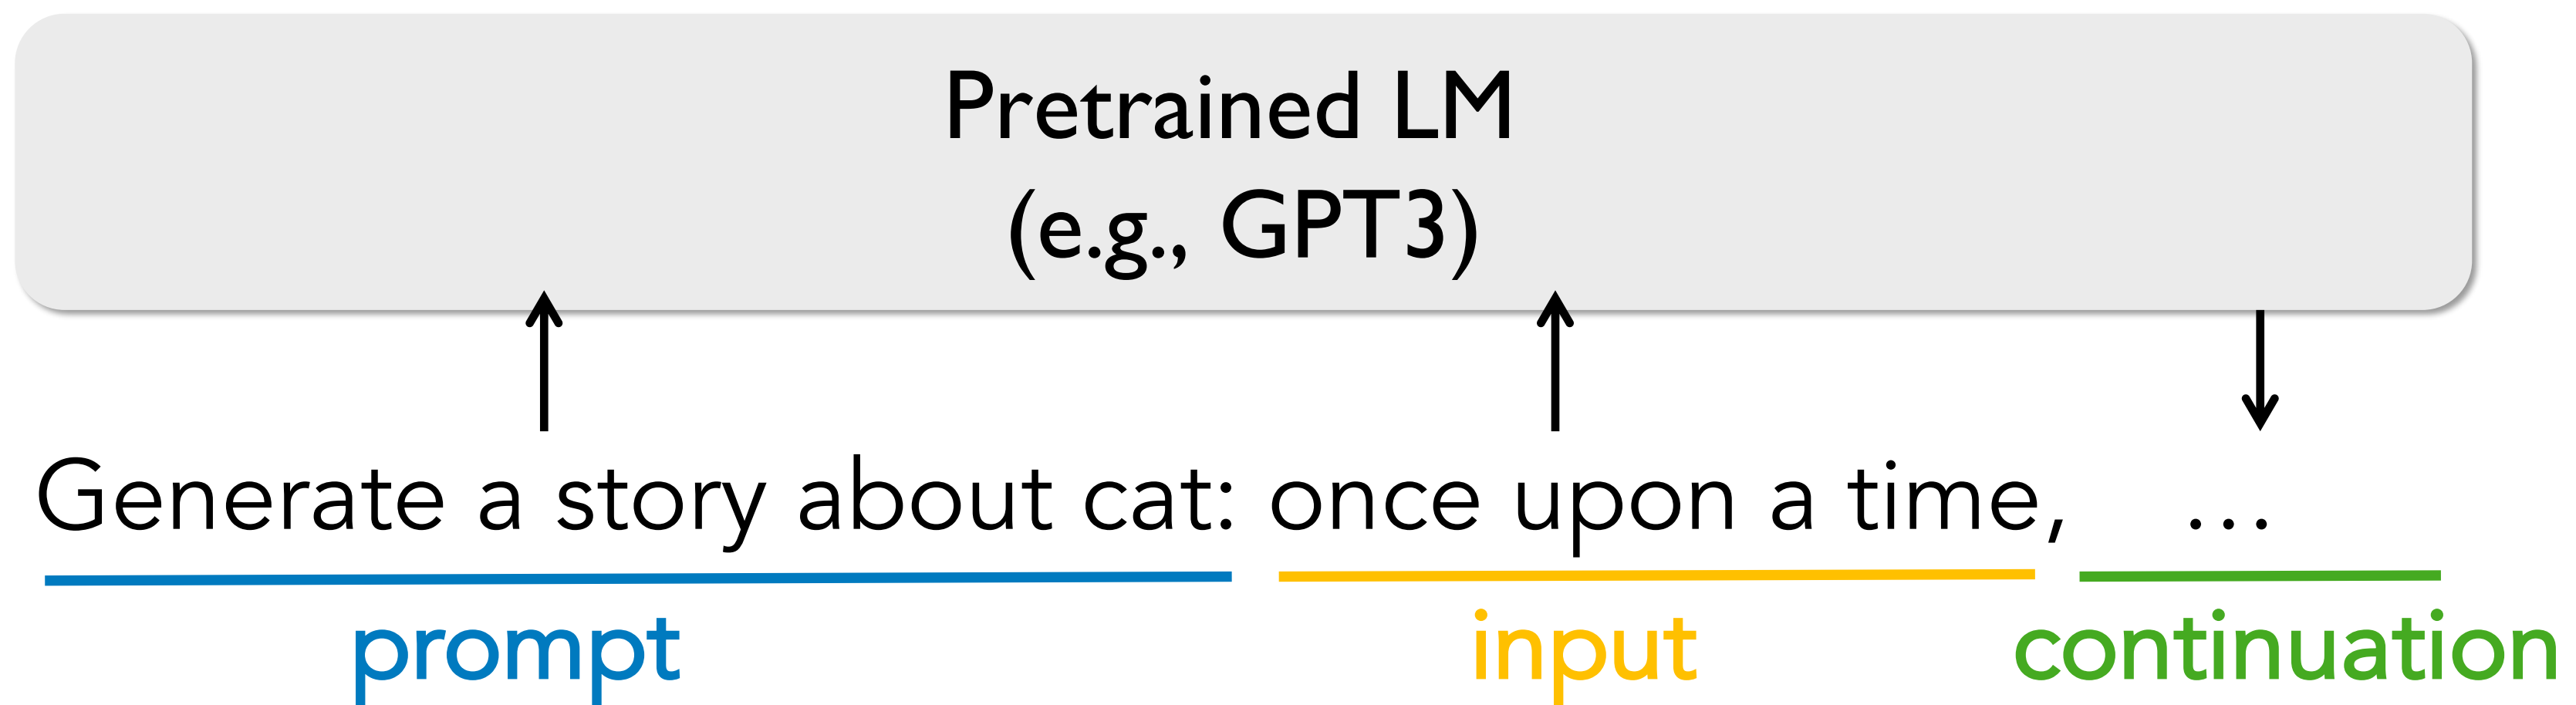 Pretrained LM
(e.g., GPT3)
Generate a story about cat: once upon a time, ...
prompt input continuation